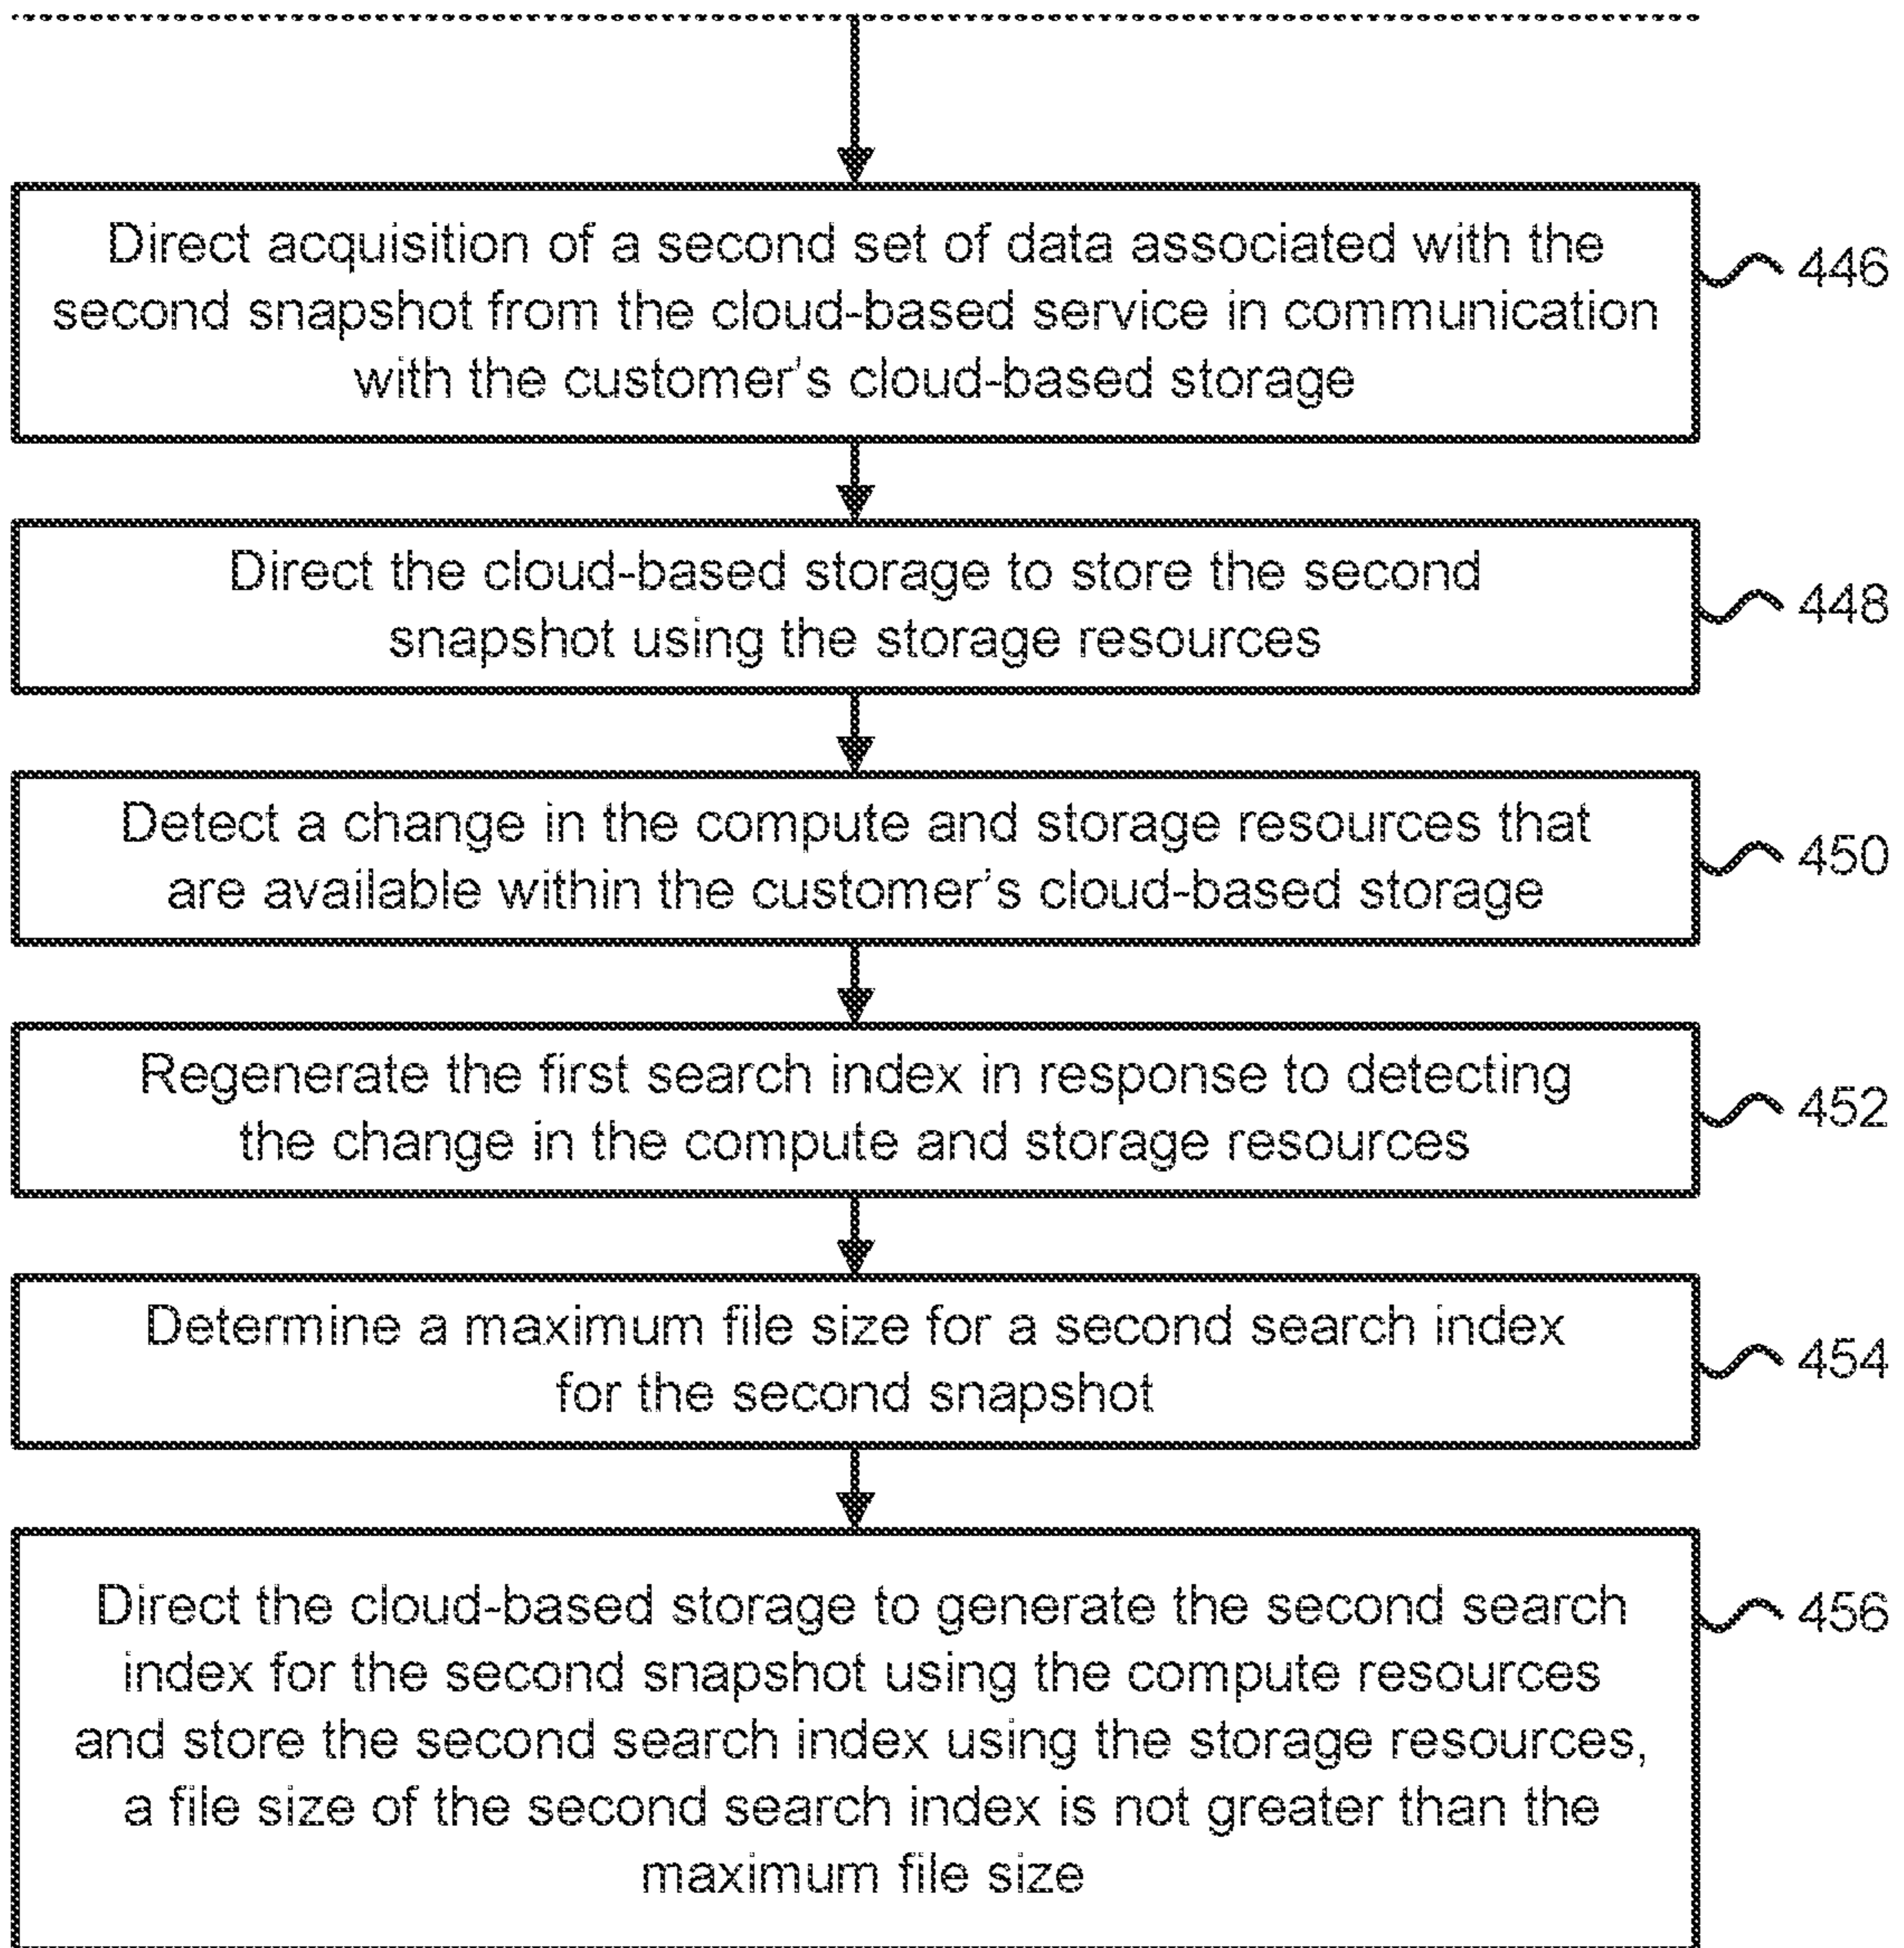 Direct acquisition of a second set of data associated with the
second snapshot from the cloud-based service in communication
with the customer's cloud-based storage
446
Direct the cloud-based storage to store the second
snapshot using the storage resources
448
Detect a change in the compute and storage resources that
are available within the customer's cloud-based storage
450
Regenerate the first search index in response to detecting
the change in the compute and storage resources
452
Determine a maximum file size for a second search index
for the second snapshot
454
Direct the cloud-based storage to generate the second search
index for the second snapshot using the compute resources
and store the second search index using the storage resources,
a file size of the second search index is not greater than the
maximum file size
456